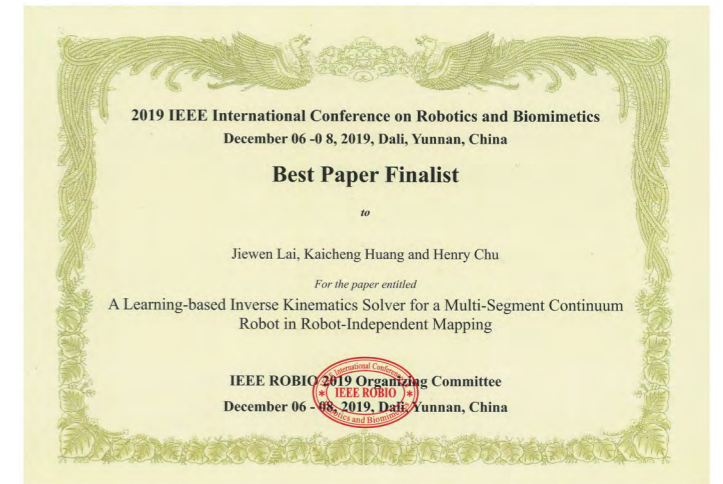 2019 IEEE International Conference on Robotics and Biomimetics
December 06 -0 8, 2019, Dali, Yunnan, China
Best Paper Finalist
to
Jiewen Lai, Kaicheng Huang and Henry Chu
For the paper entitled
A Learning-based Inverse Kinematics Solver for a Multi-Segment Continuum
Robot in Robot-Independent Mapping
IEEE ROBIO 2019 Organizing Committee
December 06 - 08, 2019, Dali, Yunnan, China
International Conference
* IEEE ROBIO *
and